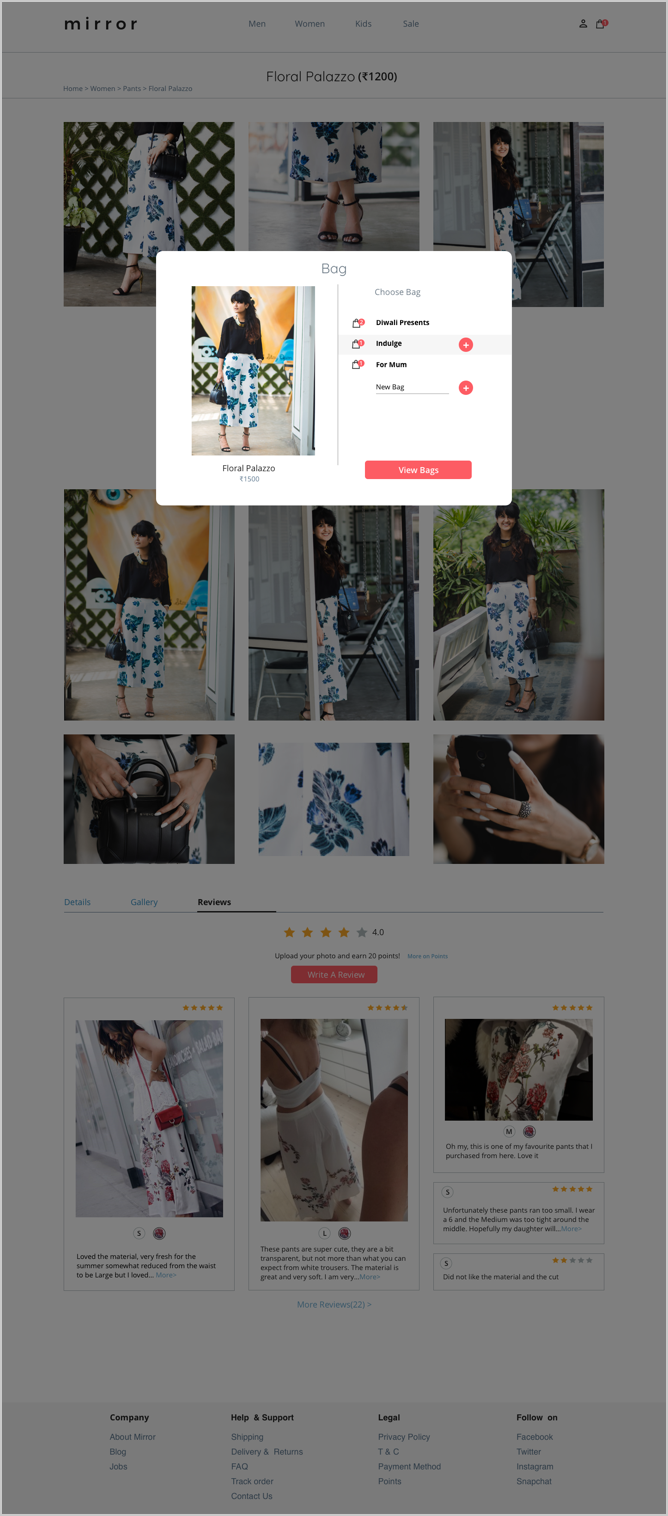 mirror
Men Women Kids Sale
Floral Palazzo (₹1200)
Home > Women > Pants > Floral Palazzo
Bag
Choose Bag
Diwali Presents
Indulge
For Mum
New Bag
View Bags
Floral Palazzo
₹1500
Details Gallery Reviews
4.0
Upload your photo and earn 20 points! More on Points
Write A Review
S
Loved the material, very fresh for the
summer somewhat reduced from the waist
to be Large but I loved... More>
L
These pants are super cute, they are a bit
transparent, but not more than what you can
expect from white trousers. The material is
great and very soft. I am very...More>
M
Oh my, this is one of my favourite pants that I
purchased from here. Love it
S
Unfortunately these pants ran too small. I wear
a 6 and the Medium was too tight around the
middle. Hopefully my daughter will...More>
S
Did not like the material and the cut
More Reviews(22) >
Company
About Mirror
Blog
Jobs
Help & Support
Shipping
Delivery & Returns
FAQ
Track order
Contact Us
Legal
Privacy Policy
T & C
Payment Method
Points
Follow on
Facebook
Twitter
Instagram
Snapchat